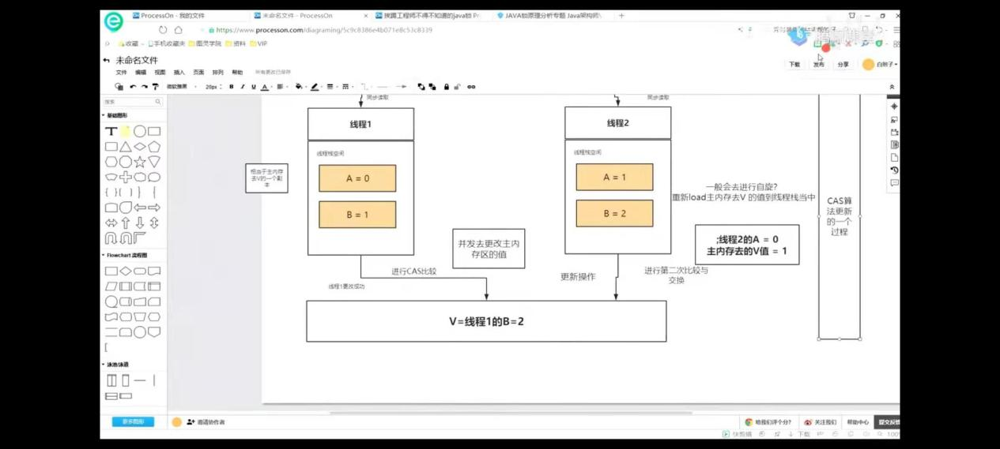 ProcessOn - 我的文件
未命名文件 - ProcessOn
挨踢工程师不得不知道的java锁 Pr
JAVA锁原理分析专题 Java架构师\
https://www.processon.com/diagraming/5c9c8386e4b071e8c53c8339
收藏
手机收藏夹
图灵学院
资料
VIP
未命名文件
文件 编辑 视图 插入 页面 排列 帮助
所有更改已保存
下载
发布
分享
微软雅黑
20px
B I U A
搜索
基础图形
T
Flowchart 流程图
泳池/泳道
更多图形
同步读取
线程1
线程栈空间
A = 0
B = 1
相当于主内存
去V的一个副
本
同步读取
线程2
线程栈空间
A = 1
B = 2
并发去更改主内
存区的值
一般会去进行自旋?
重新load主内存去V 的值到线程栈当中
;线程2的A = 0
主内存去的V值 = 1
CAS算
法更新
的一个
过程
进行CAS比较
线程1更改成功
更新操作
进行第二次比较与
交换
V=线程1的B=2
邀请协作者
给我们评个分?
关注我们
帮助中心
提交反馈
下载
100%